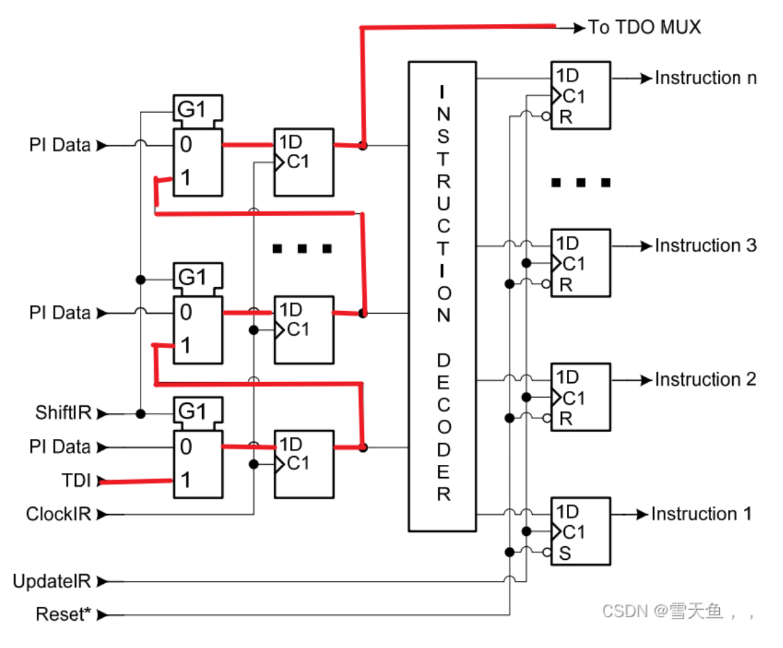 To TDO MUX
G1
PI Data
0
1
1D
C1
G1
PI Data
0
1
1D
C1
ShiftIR
G1
PI Data
0
TDI
1
1D
C1
ClockIR
UpdateIR
Reset*
INSTRUCTION DECODER
1D
C1
R
Instruction n
1D
C1
R
Instruction 3
1D
C1
R
Instruction 2
1D
C1
S
Instruction 1
CSDN @雪天鱼，，